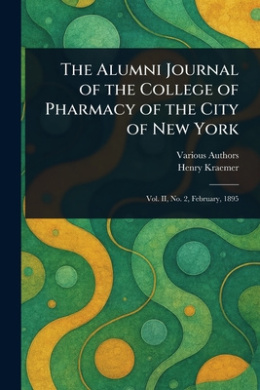 The Alumni Journal
of the College of
Pharmacy of the City
of New York
Various Authors
Henry Kraemer
Vol. II, No. 2, February, 1895